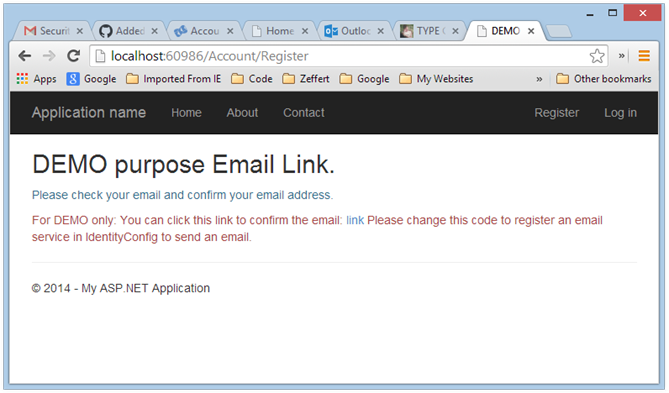 Securit
Added
Accou
Home
Outloo
TYPE
DEMO
localhost:60986/Account/Register
Apps Google Imported From IE Code Zeffert Google My Websites » Other bookmarks
Application name Home About Contact Register Log in
DEMO purpose Email Link.
Please check your email and confirm your email address.
For DEMO only: You can click this link to confirm the email: link Please change this code to register an email
service in IdentityConfig to send an email.
© 2014 - My ASP.NET Application